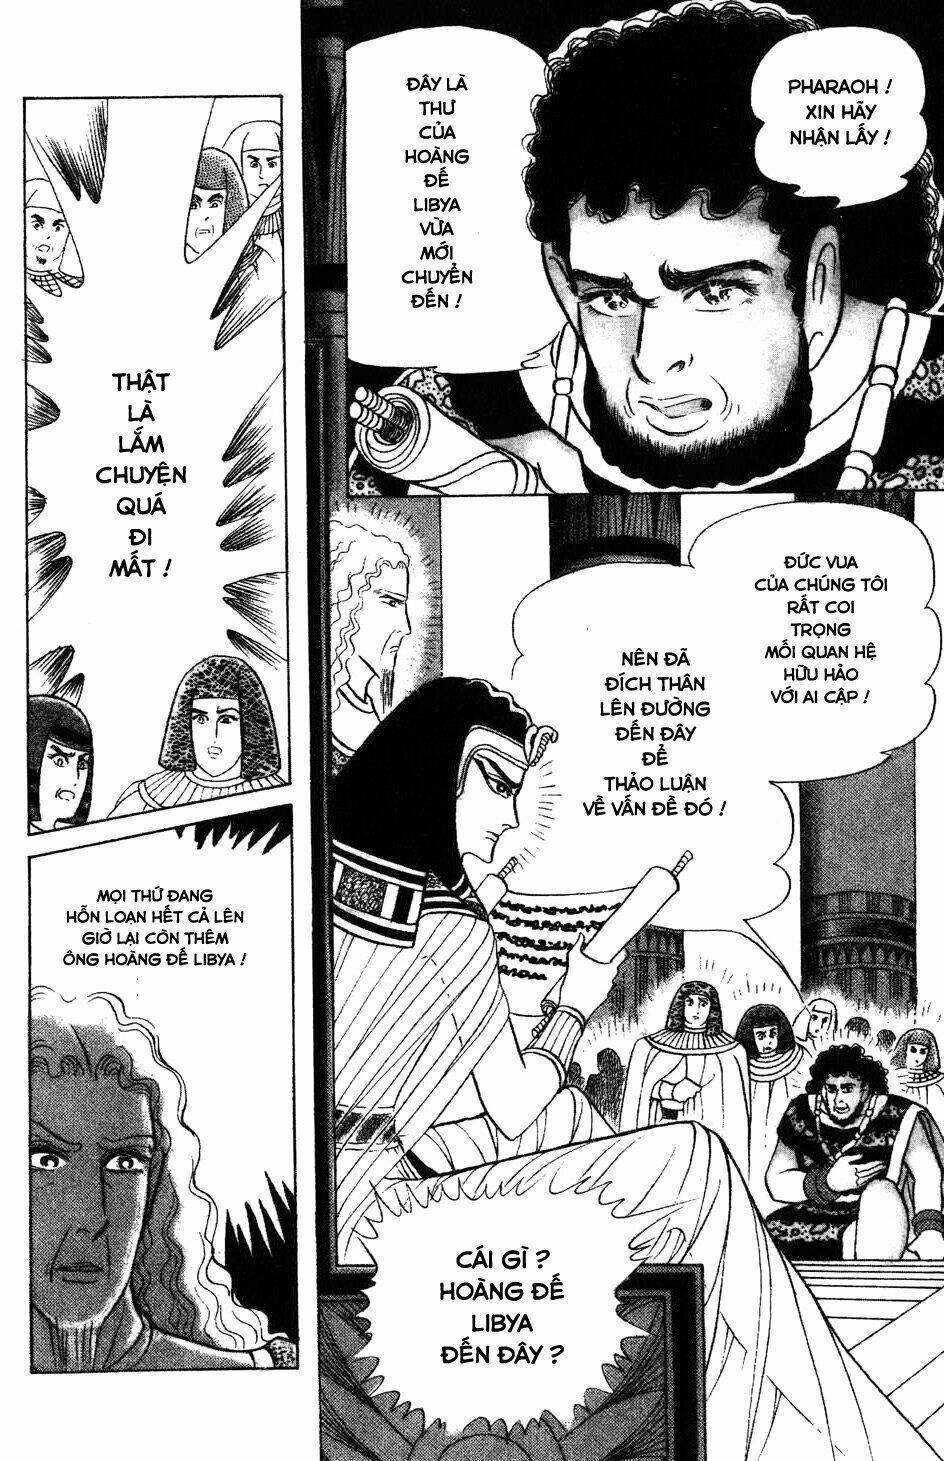 PHARAOH !
XIN HÃY
NHẬN LẤY !
ĐÂY LÀ
THƯ
CỦA
HOÀNG
ĐẾ
LIBYA
VỪA
MỚI
CHUYỂN
ĐẾN !
ĐỨC VUA
CỦA CHÚNG TÔI
RẤT COI
TRỌNG
MỐI QUAN HỆ
HỮU HẢO
VỚI AI CẬP !
NÊN ĐÃ
ĐÍCH THÂN
LÊN ĐƯỜNG
ĐẾN ĐÂY
ĐỂ
THẢO LUẬN
VỀ VẤN ĐỀ ĐÓ !
CÁI GÌ ?
HOÀNG ĐẾ
LIBYA
ĐẾN ĐÂY ?
THẬT
LÀ
LẮM
CHUYỆN
QUÁ
ĐI
MẤT !
MỌI THỨ ĐANG
HỖN LOẠN HẾT CẢ LÊN
GIỜ LẠI CÒN THÊM
ÔNG HOÀNG ĐẾ LIBYA !